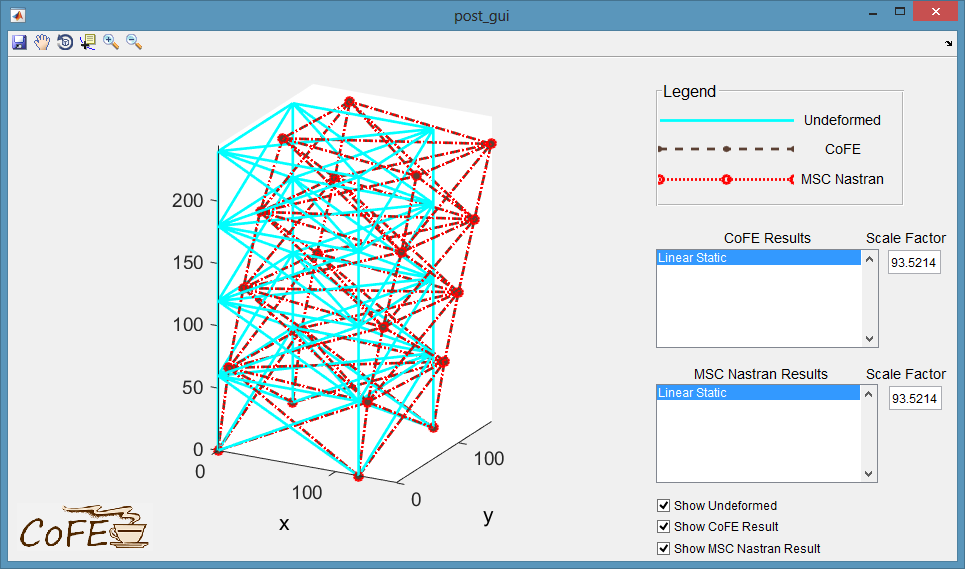 post_gui
Legend
Undeformed
CoFE
MSC Nastran
CoFE Results
Scale Factor
Linear Static
93.5214
MSC Nastran Results
Scale Factor
Linear Static
93.5214
Show Undeformed
Show CoFE Result
Show MSC Nastran Result
200
150
100
50
0
0
100
x
0
100
y
CoFE